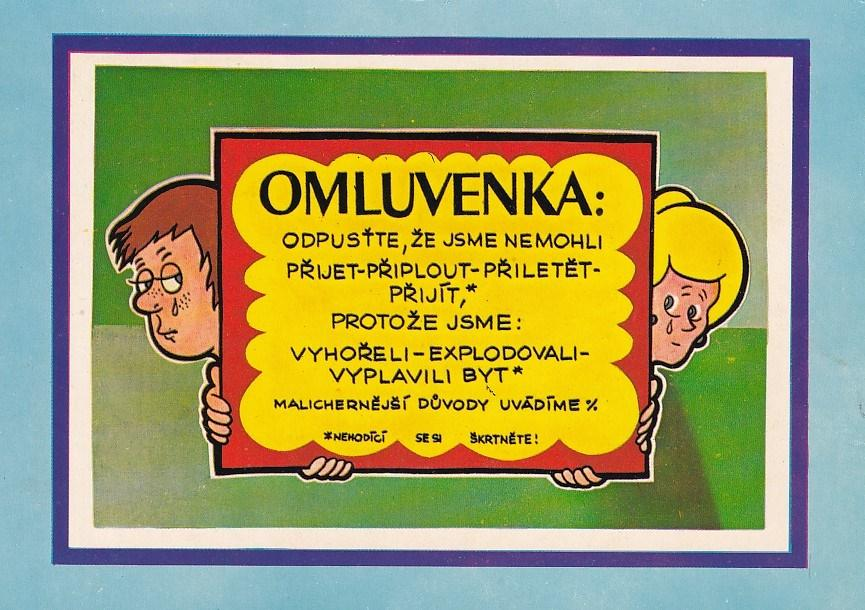 OMLUVENKA:
ODPUSŤTE, ŽE JSME NEMOHLI
PŘIJET-PŘIPLOUT-PŘILETĚT-
PŘIJÍT,*
PROTOŽE JSME:
VYHOŘELI-EXPLODOVALI-
VYPLAVILI BYT*
MALICHERNĚJŠÍ DŮVODY UVÁDÍME %
*NEHODÍCÍ SE SI ŠKRTNĚTE!